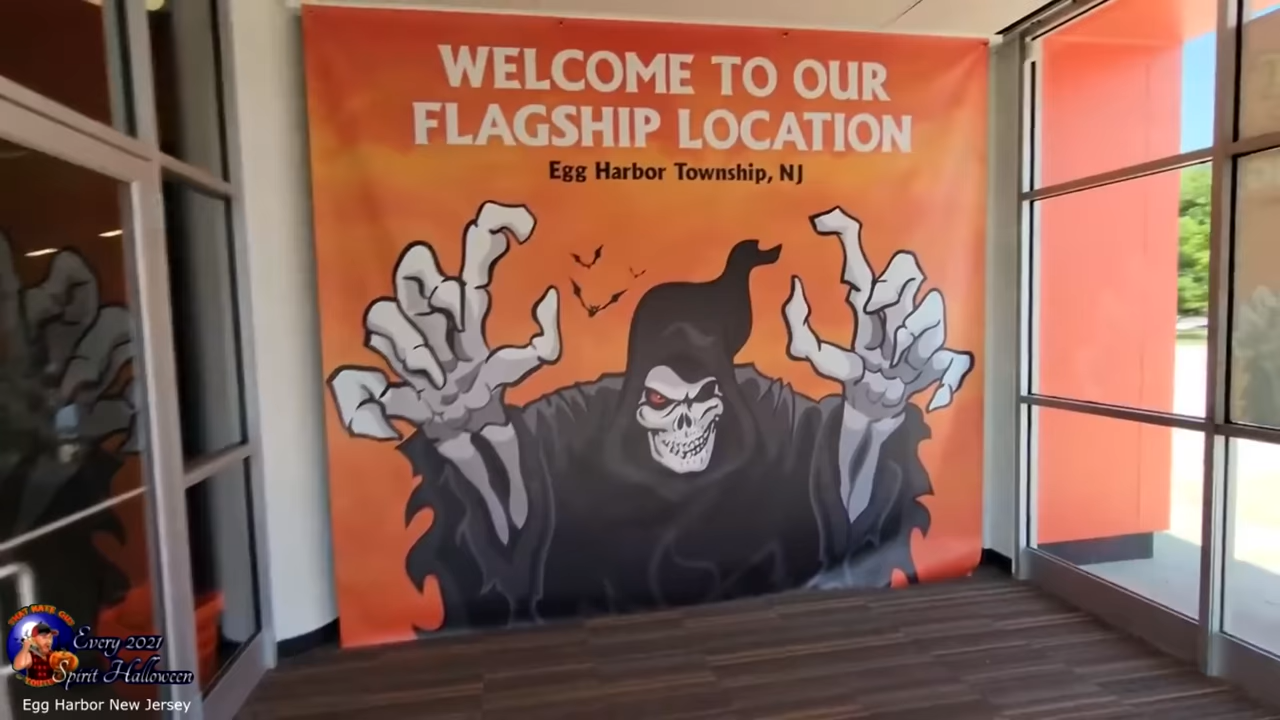 WELCOME TO OUR
FLAGSHIP LOCATION
Egg Harbor Township, NJ
Every 2021
Spirit Halloween
Egg Harbor New Jersey